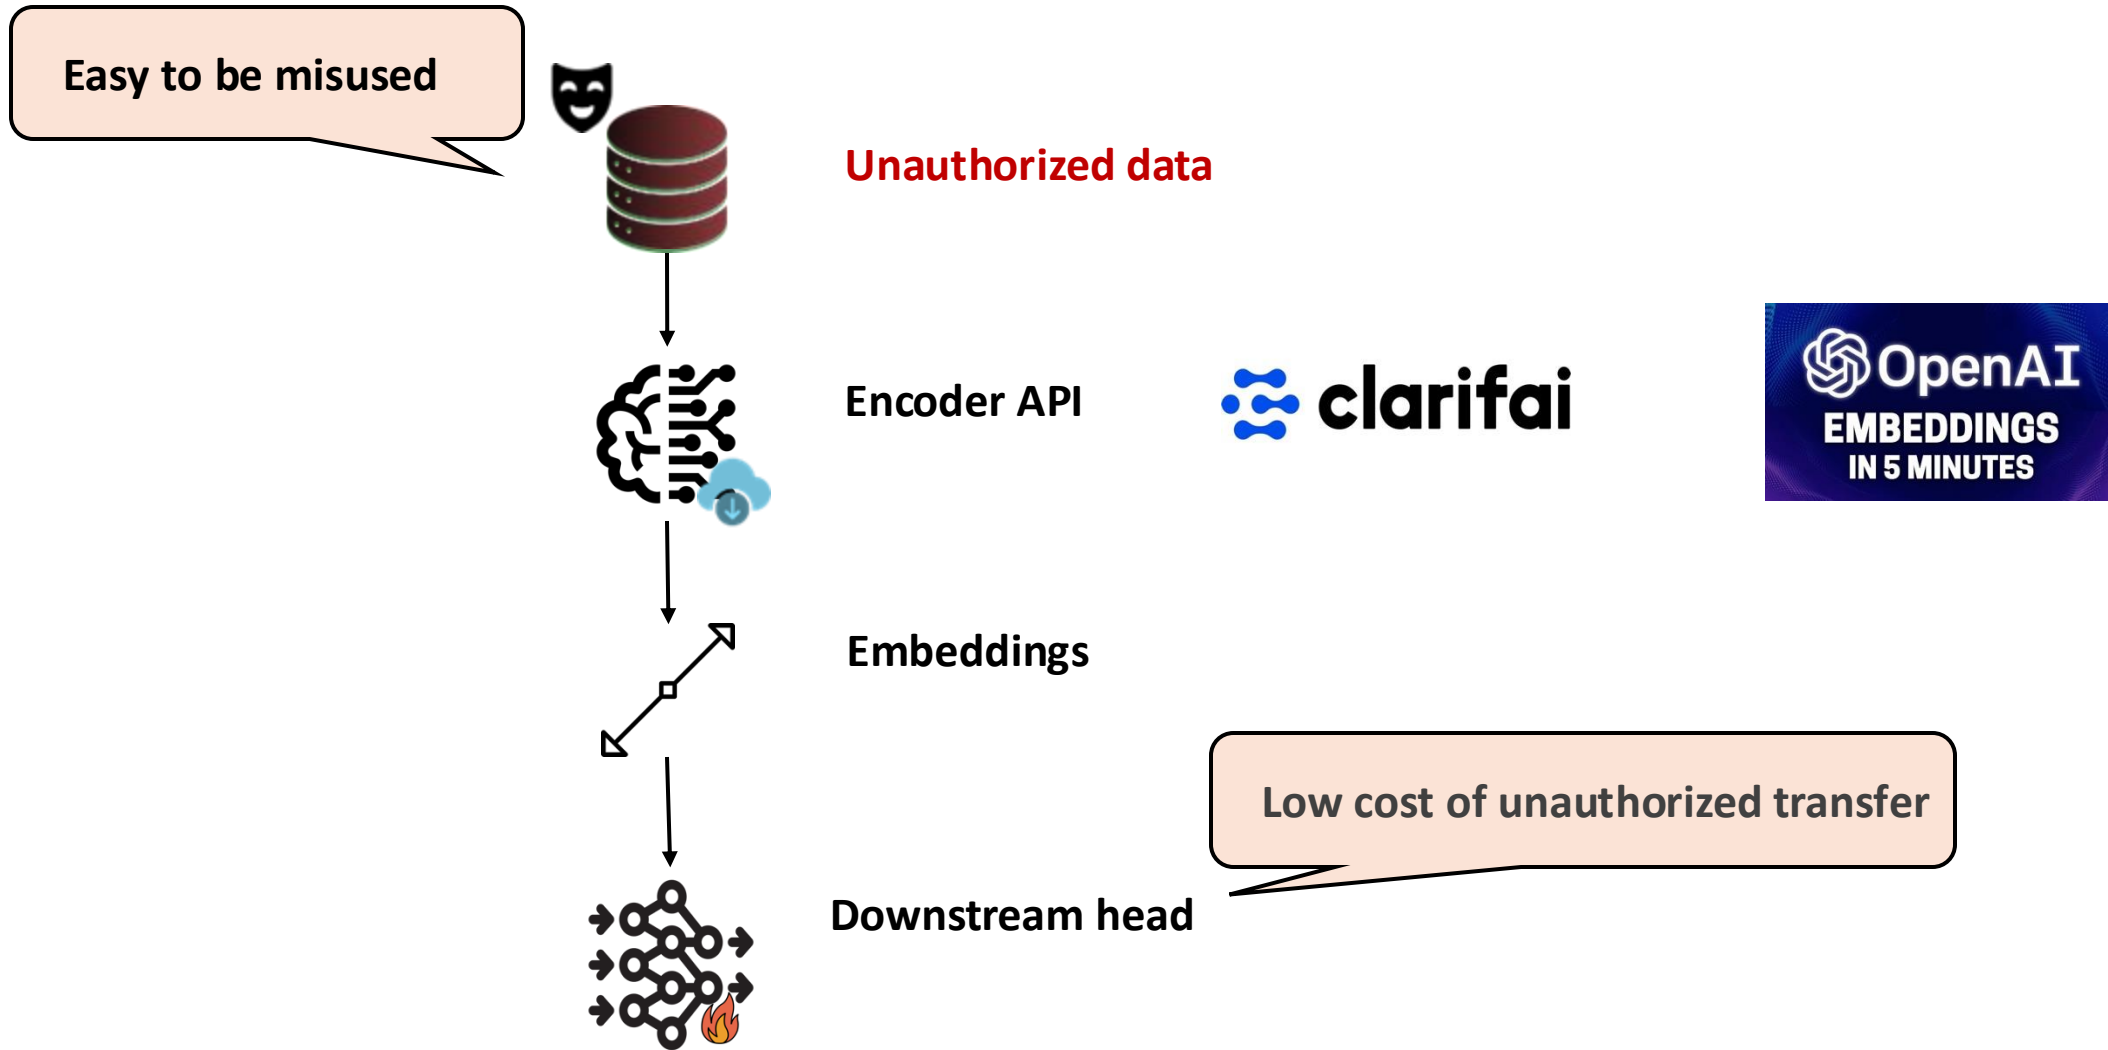 Easy to be misused
Unauthorized data
Encoder API
clarifai
OpenAI
EMBEDDINGS
IN 5 MINUTES
Embeddings
Low cost of unauthorized transfer
Downstream head